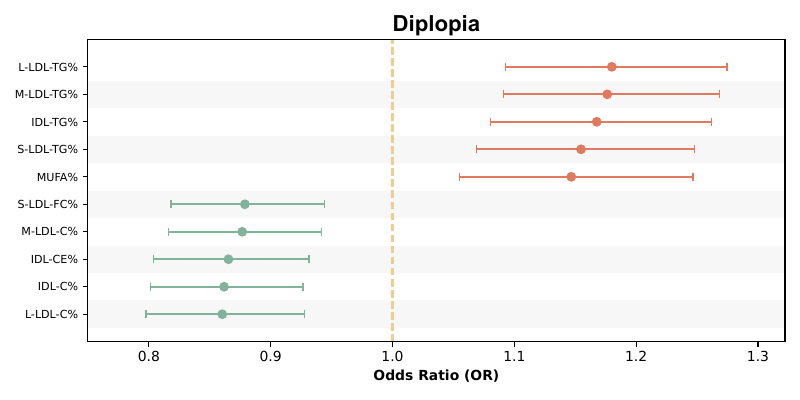 Diplopia
L-LDL-TG%
M-LDL-TG%
IDL-TG%
S-LDL-TG%
MUFA%
S-LDL-FC%
M-LDL-C%
IDL-CE%
IDL-C%
L-LDL-C%
0.8 0.9 1.0 1.1 1.2 1.3
Odds Ratio (OR)